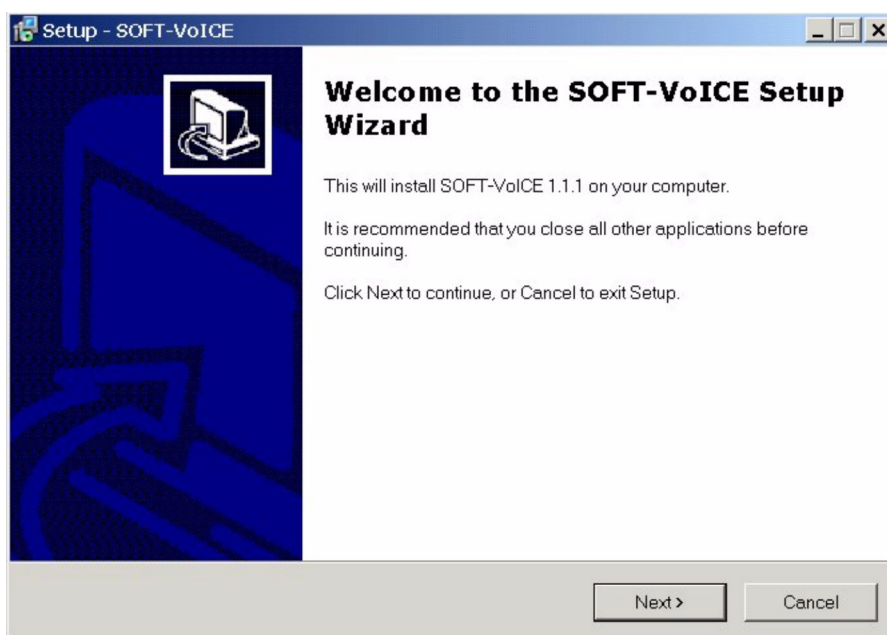 Setup - SOFT-VoICE
Welcome to the SOFT-VoICE Setup
Wizard
This will install SOFT-VoICE 1.1.1 on your computer.
It is recommended that you close all other applications before
continuing.
Click Next to continue, or Cancel to exit Setup.
Next >
Cancel